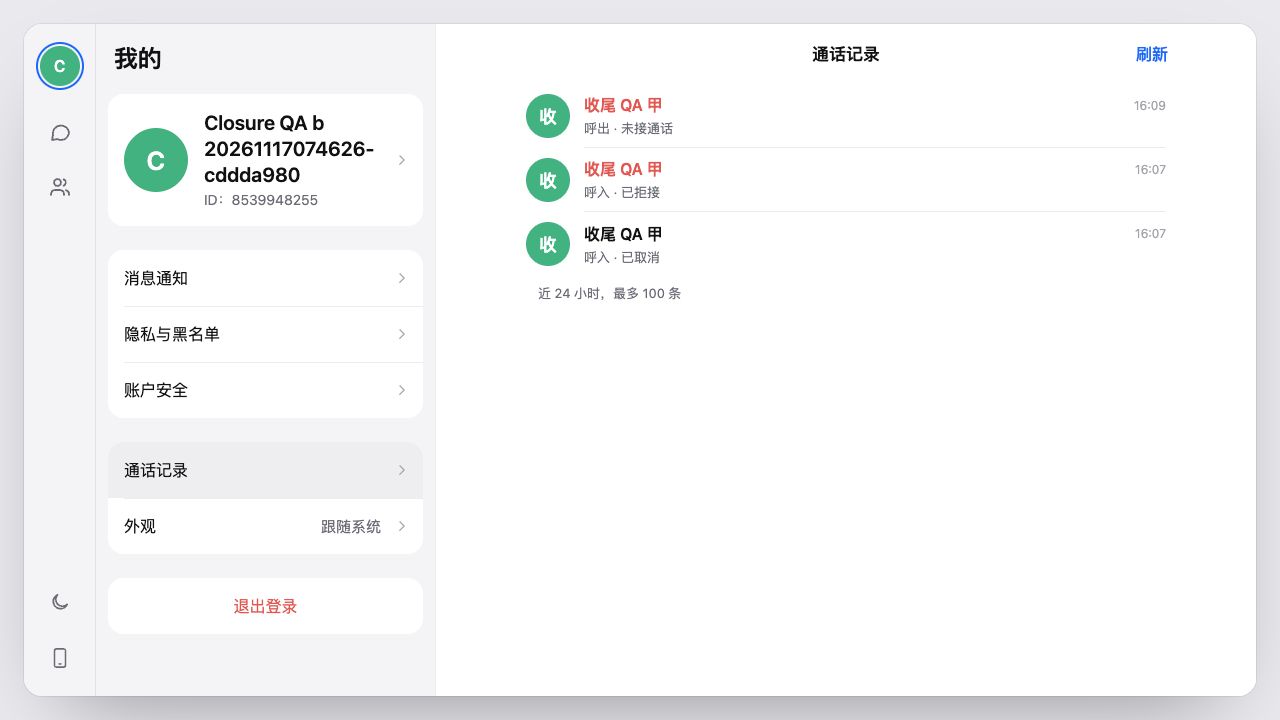 C
我的
C
Closure QA b
20261117074626-
cddda980
ID：8539948255
消息通知
隐私与黑名单
账户安全
通话记录
外观
跟随系统
退出登录
通话记录
刷新
收
收尾 QA 甲
16:09
呼出 · 未接通话
收
收尾 QA 甲
16:07
呼入 · 已拒接
收
收尾 QA 甲
16:07
呼入 · 已取消
近 24 小时，最多 100 条